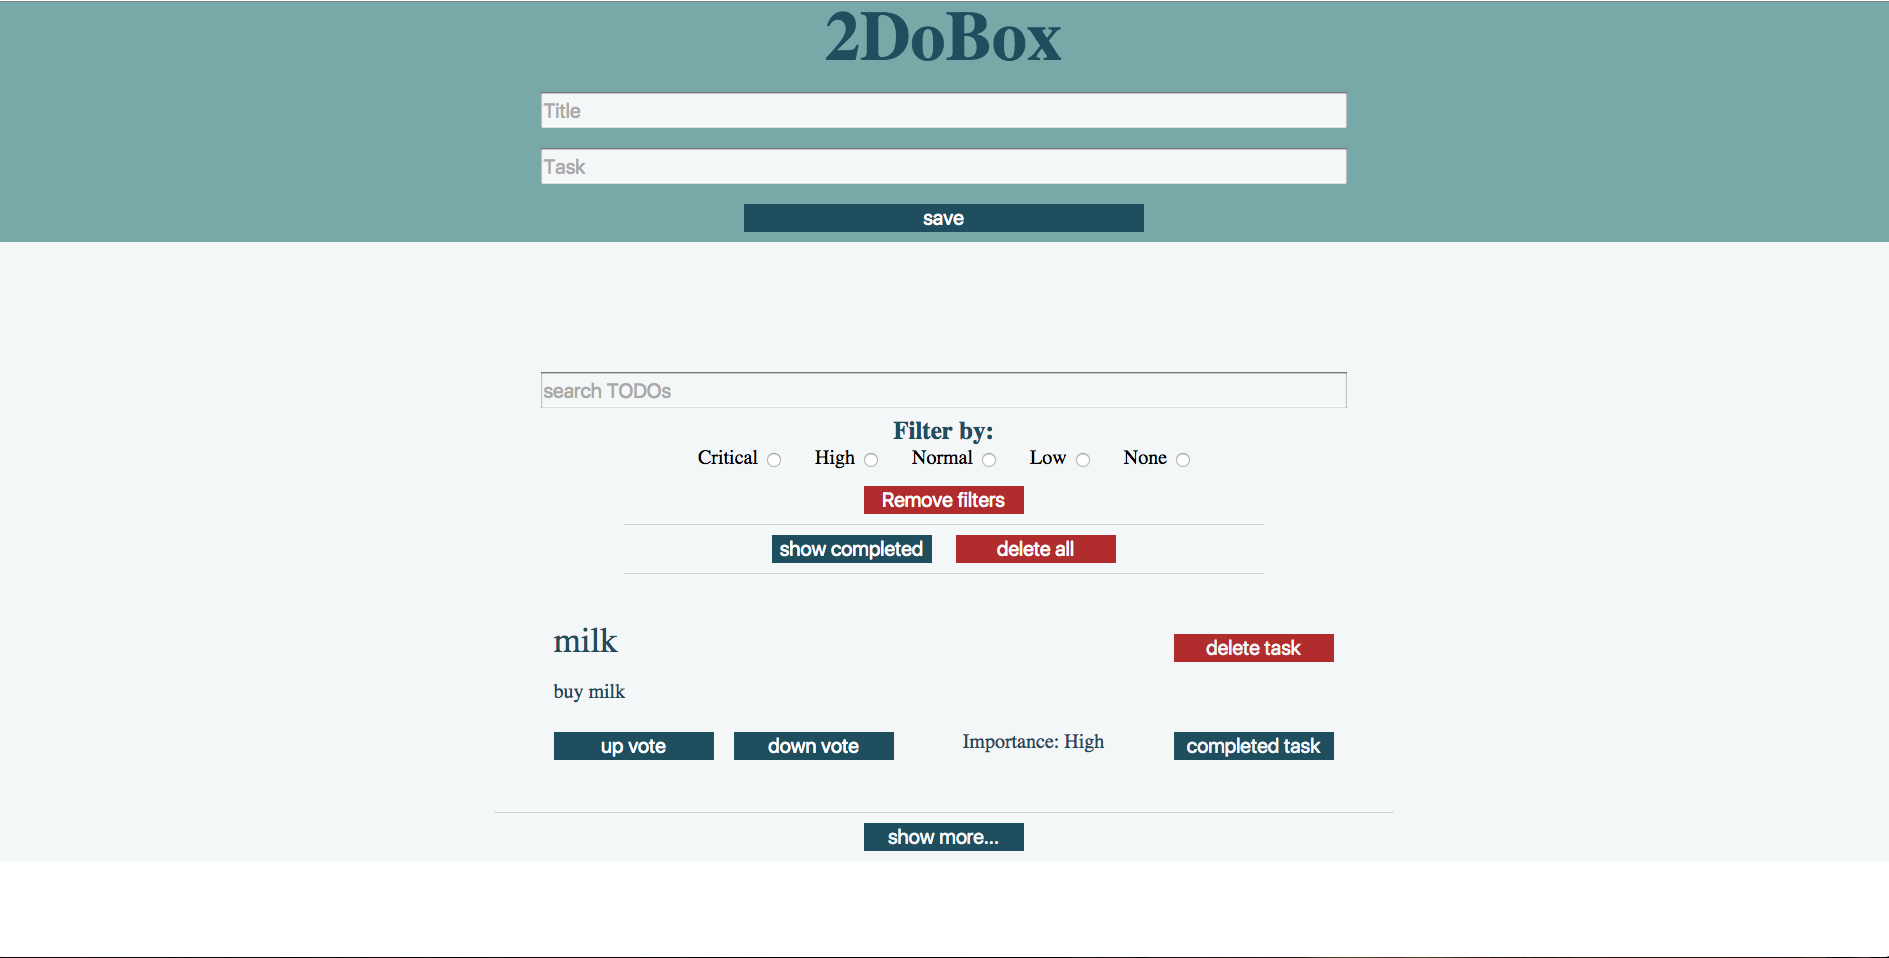 2DoBox
Title
Task
save
search TODOs
Filter by:
Critical High Normal Low None
Remove filters
show completed delete all
milk delete task
buy milk
up vote down vote Importance: High completed task
show more...